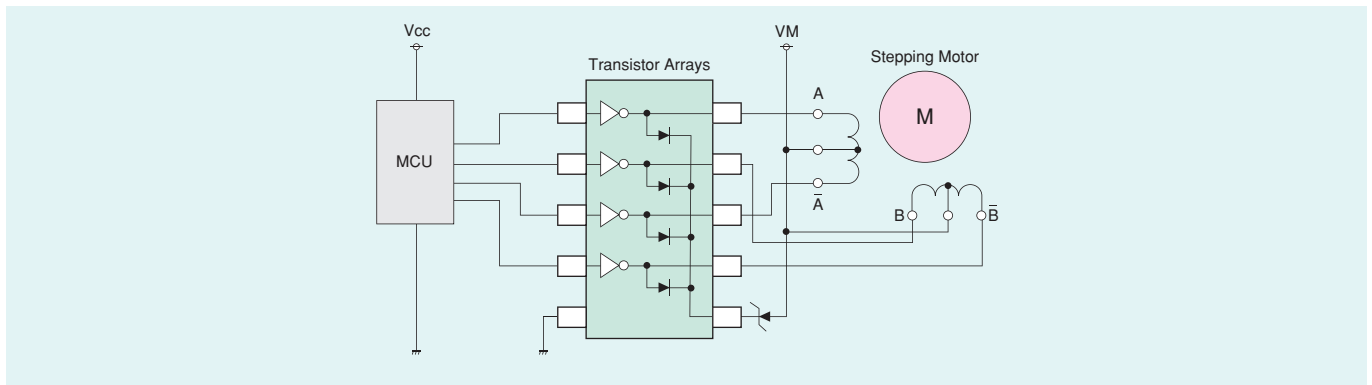 Vcc
VM
Transistor Arrays
Stepping Motor
A
M
MCU
A̅
B
B̅